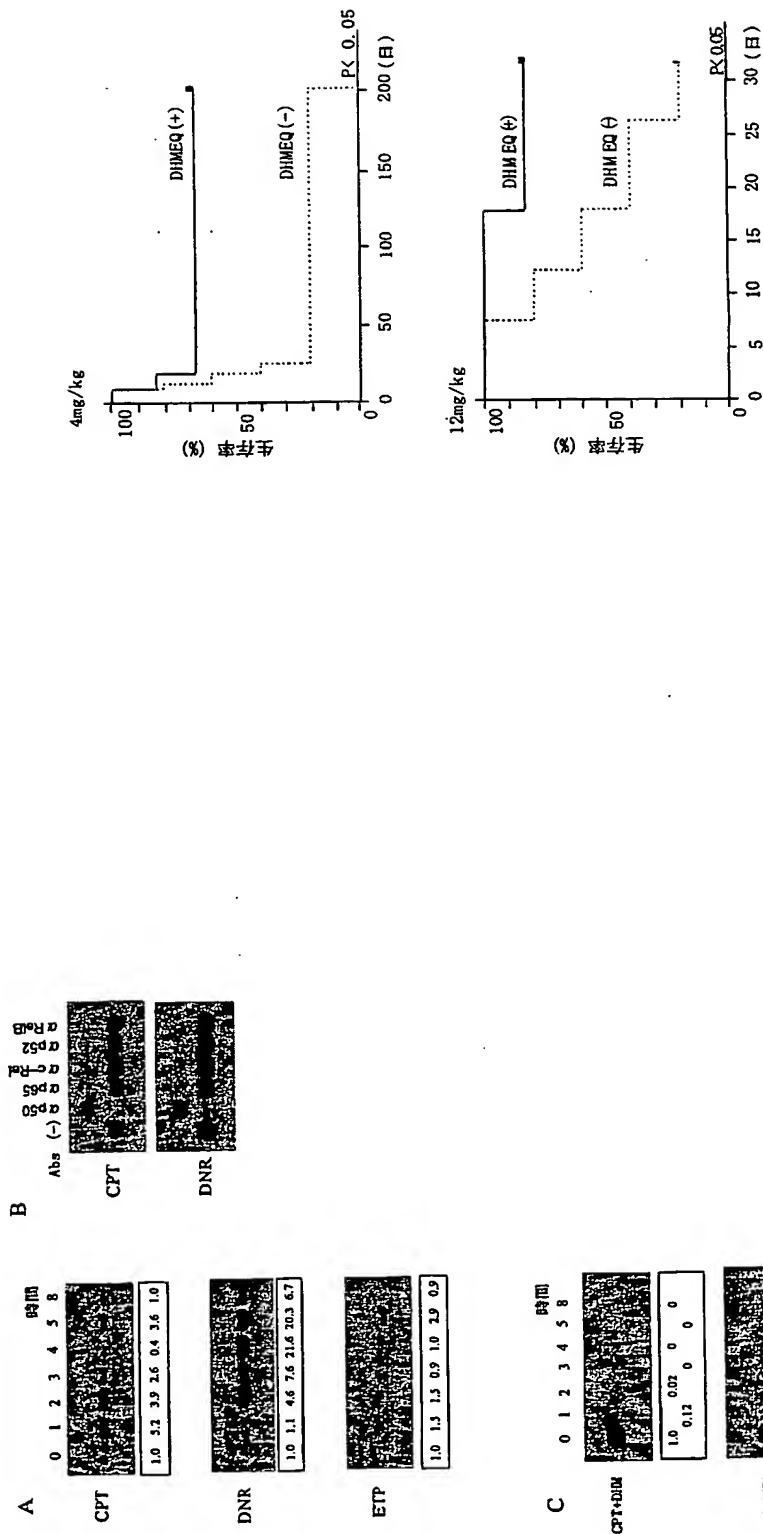 A
時間
0 1 2 3 4 5 8
CPT
1.0 5.2 3.9 2.6 0.4 3.6 1.0
DNR
1.0 1.1 4.6 7.6 21.6 20.3 6.7
ETP
1.0 1.5 1.5 0.9 1.0 2.9 0.9
B
Abs (-) α p50 α p65 α c-Rel α p52 α RelB
CPT
DNR
C
時間
0 1 2 3 4 5 8
CPT+DHM
1.0 0.02 0 0
0.12 0 0
4mg/kg
生存率 (%)
100
50
0
DHMEQ(+)
DHMEQ(-)
P< 0.05
0 50 100 150 200 (日)
12mg/kg
生存率 (%)
100
50
0
DHMEQ(+)
DHMEQ(-)
P<0.05
0 5 10 15 20 25 30 (日)